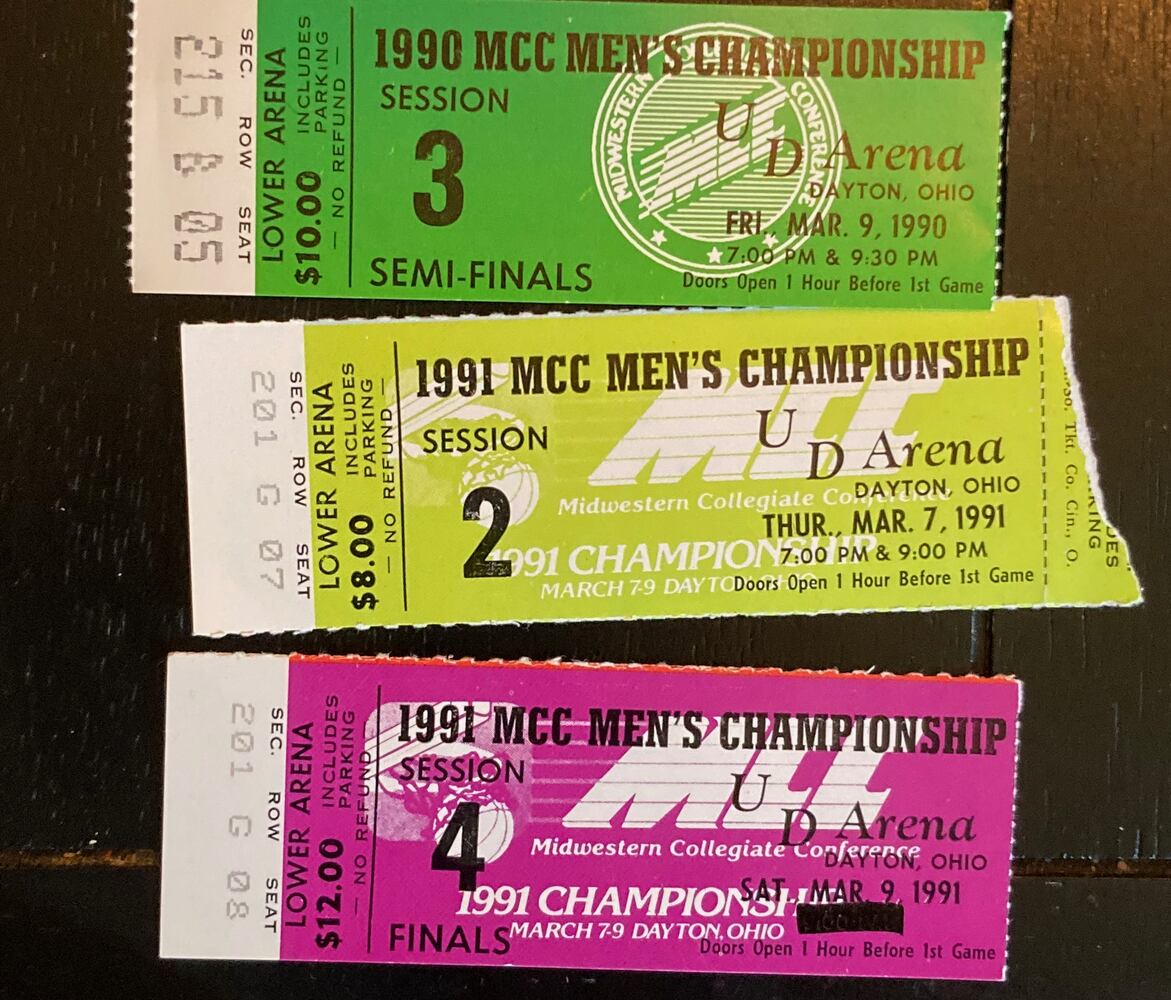 215 B 05
SEC. ROW SEAT
LOWER ARENA
$10.00 INCLUDES PARKING
— NO REFUND —
1990 MCC MEN'S CHAMPIONSHIP
SESSION
3
SEMI-FINALS
MIDWESTERN CONFERENCE
U D Arena
DAYTON, OHIO
FRI., MAR. 9, 1990
7:00 PM & 9:30 PM
Doors Open 1 Hour Before 1st Game
201 G 07
SEC. ROW SEAT
LOWER ARENA
$8.00 INCLUDES PARKING
— NO REFUND —
1991 MCC MEN'S CHAMPIONSHIP
SESSION
2
MCC
Midwestern Collegiate Conference
1991 CHAMPIONSHIP
MARCH 7-9 DAYTON, OHIO
U D Arena
DAYTON, OHIO
THUR., MAR. 7, 1991
7:00 PM & 9:00 PM
Doors Open 1 Hour Before 1st Game
Tkt. Co. Cin., O.
201 G 08
SEC. ROW SEAT
LOWER ARENA
$12.00 INCLUDES PARKING
— NO REFUND —
1991 MCC MEN'S CHAMPIONSHIP
SESSION
4
FINALS
MCC
Midwestern Collegiate Conference
1991 CHAMPIONSHIP
MARCH 7-9 DAYTON, OHIO
U D Arena
DAYTON, OHIO
SAT., MAR. 9, 1991
Doors Open 1 Hour Before 1st Game